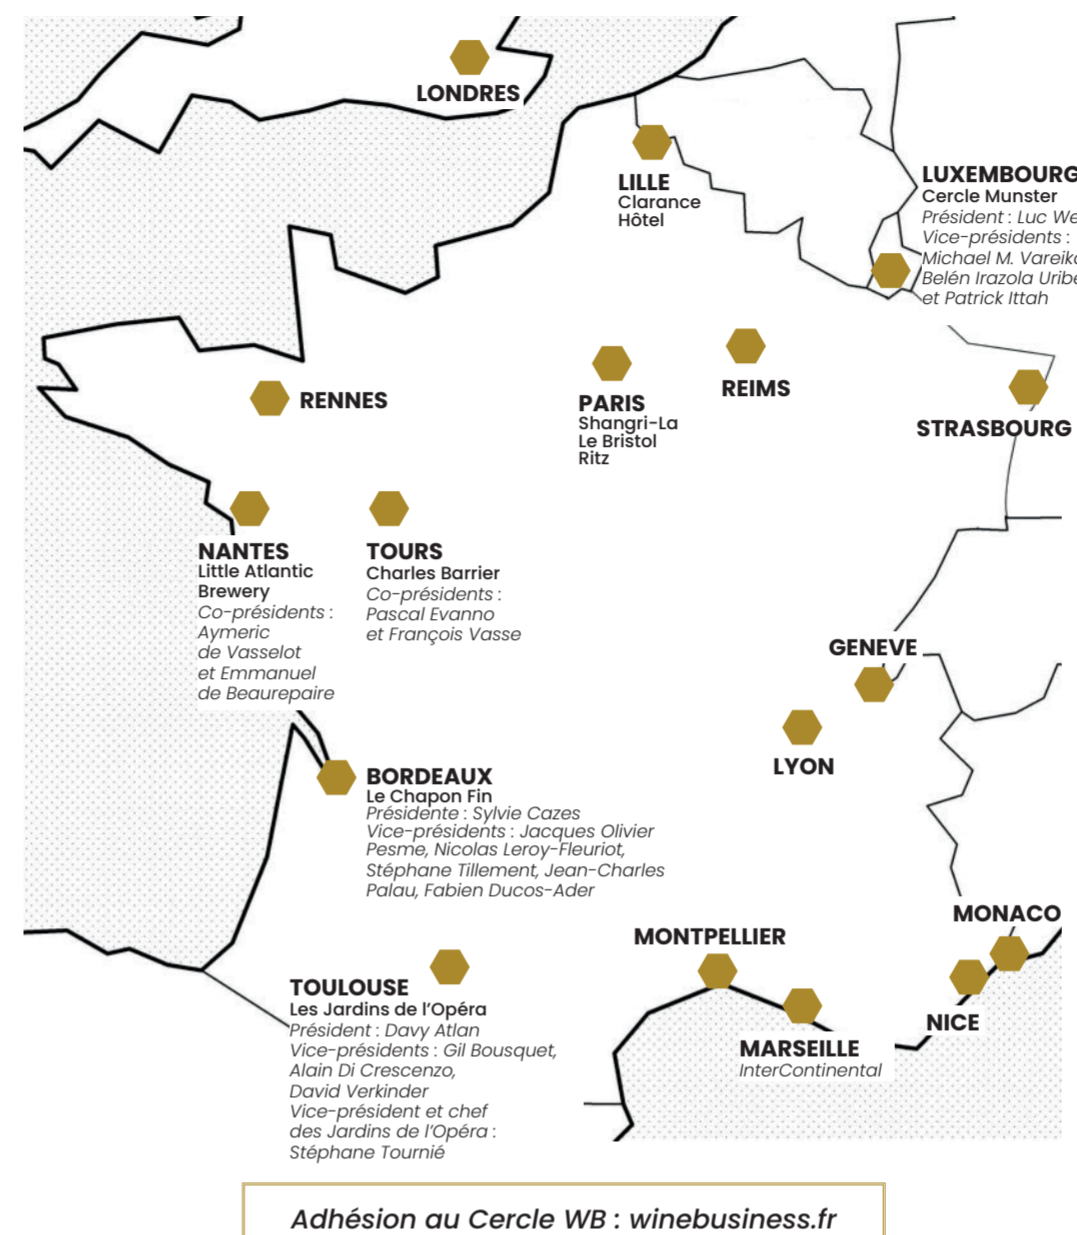 LONDRES
LILLE
Clarance
Hôtel
LUXEMBOURG
Cercle Munster
Président : Luc
Vice-présidents :
Michael M.
Belén Irazola
et Patrick Ittah
RENNES
PARIS
Shangri-La
Le Bristol
Ritz
REIMS
STRASBOURG
NANTES
Little Atlantic
Brewery
Co-présidents :
Aymeric
de Vasselot
et Emmanuel
de Beaurepaire
TOURS
Charles Barrier
Co-présidents :
Pascal Evanno
et François Vasse
GENEVE
LYON
BORDEAUX
Le Chapon Fin
Présidente : Sylvie Cazes
Vice-présidents : Jacques Olivier
Pesme, Nicolas Leroy-Fleuriot,
Stéphane Tillement, Jean-Charles
Palau, Fabien Ducos-Ader
MONACO
MONTPELLIER
NICE
TOULOUSE
Les Jardins de l'Opéra
Président : Davy Atlan
Vice-présidents : Gil Bousquet,
Alain Di Crescenzo,
David Verkinder
Vice-président et chef
des Jardins de l'Opéra :
Stéphane Tournié
MARSEILLE
InterContinental
Adhésion au Cercle WB : winebusiness.fr